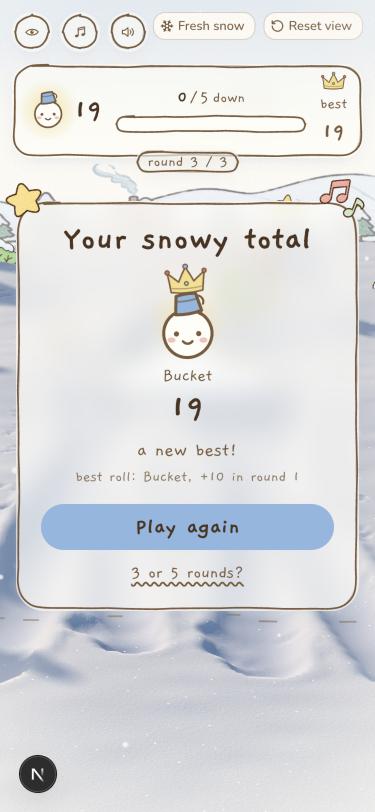 Fresh snow
Reset view
19
0/5 down
best
19
round 3 / 3
Your snowy total
Bucket
19
a new best!
best roll: Bucket, +10 in round 1
Play again
3 or 5 rounds?
N